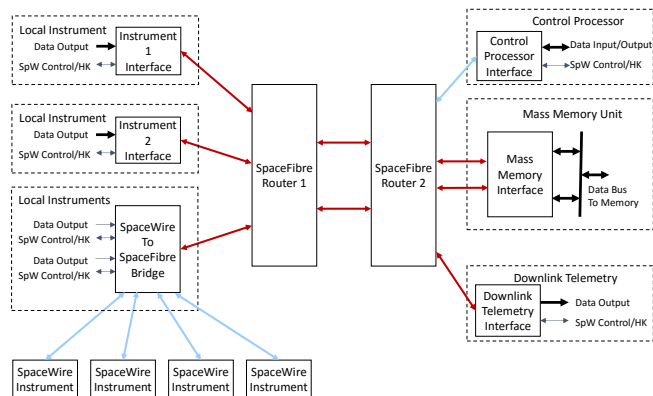 Local Instrument
Data Output
SpW Control/HK
Instrument
1
Interface
Local Instrument
Data Output
SpW Control/HK
Instrument
2
Interface
Local Instruments
Data Output
SpW Control/HK
Data Output
SpW Control/HK
SpaceWire
To
SpaceFibre
Bridge
SpaceWire
Instrument
SpaceWire
Instrument
SpaceWire
Instrument
SpaceWire
Instrument
SpaceFibre
Router 1
SpaceFibre
Router 2
Control Processor
Control
Processor
Interface
Data Input/Output
SpW Control/HK
Mass Memory Unit
Mass
Memory
Interface
Data Bus
To Memory
Downlink Telemetry
Downlink
Telemetry
Interface
Data Output
SpW Control/HK